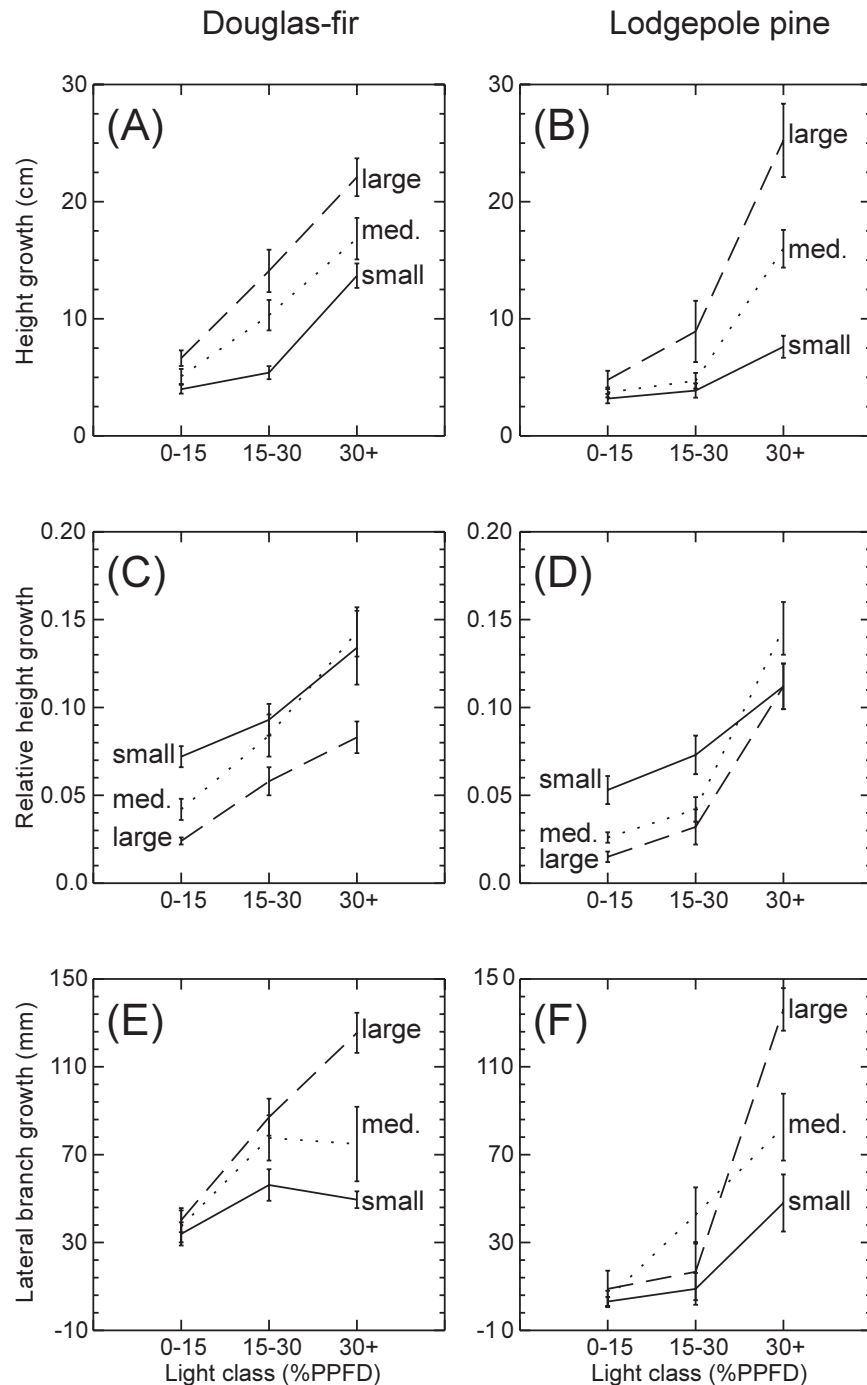 Douglas-fir
Lodgepole pine
(A)
Height growth (cm)
30
20
10
0
large
med.
small
0-15
15-30
30+
(B)
30
20
10
0
large
med.
small
0-15
15-30
30+
(C)
Relative height growth
0.20
0.15
0.10
0.05
0.0
small
med.
large
0-15
15-30
30+
(D)
0.20
0.15
0.10
0.05
0.0
small
med.
large
0-15
15-30
30+
(E)
Lateral branch growth (mm)
150
110
70
30
-10
large
med.
small
0-15
15-30
30+
Light class (%PPFD)
(F)
150
110
70
30
-10
large
med.
small
0-15
15-30
30+
Light class (%PPFD)